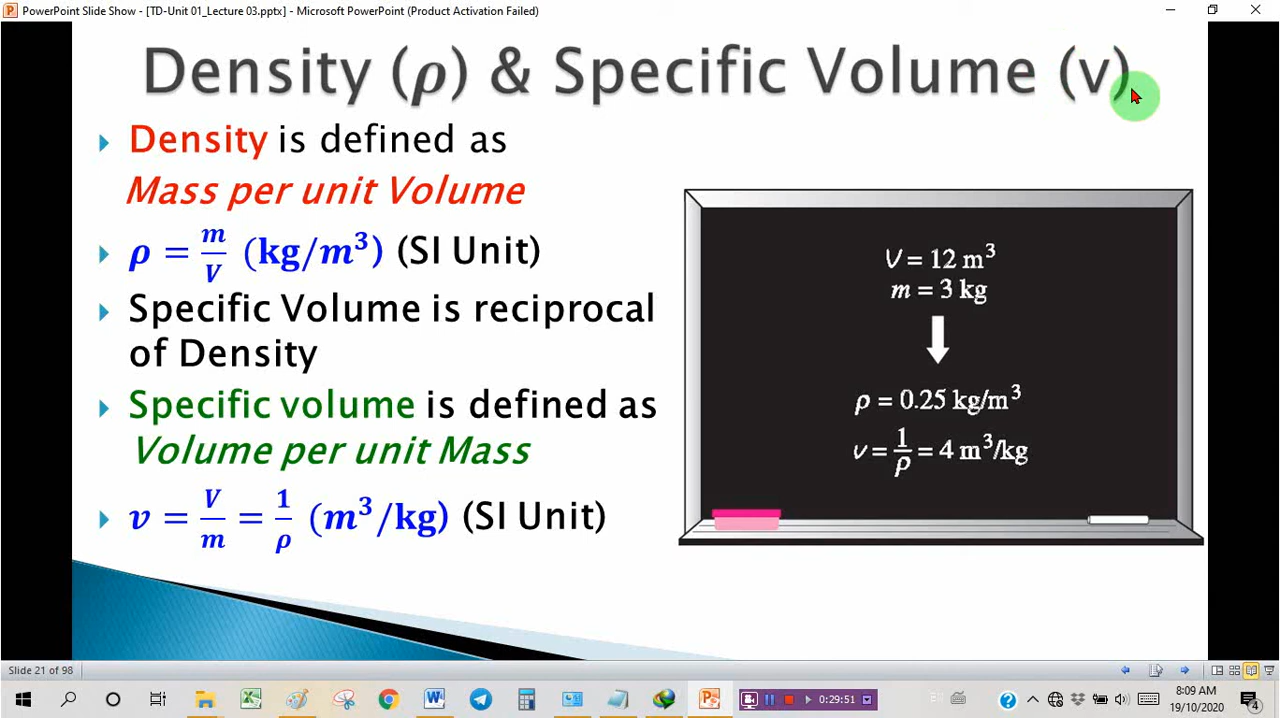 PowerPoint Slide Show - [TD-Unit 01_Lecture 03.pptx] - Microsoft PowerPoint (Product Activation Failed)
Density (ρ) & Specific Volume (v)
Density is defined as
Mass per unit Volume
ρ = m/V (kg/m³) (SI Unit)
Specific Volume is reciprocal
of Density
Specific volume is defined as
Volume per unit Mass
v = V/m = 1/ρ (m³/kg) (SI Unit)
V = 12 m³
m = 3 kg
ρ = 0.25 kg/m³
v = 1/ρ = 4 m³/kg
Slide 21 of 98
0:29:51
8:09 AM
19/10/2020
4